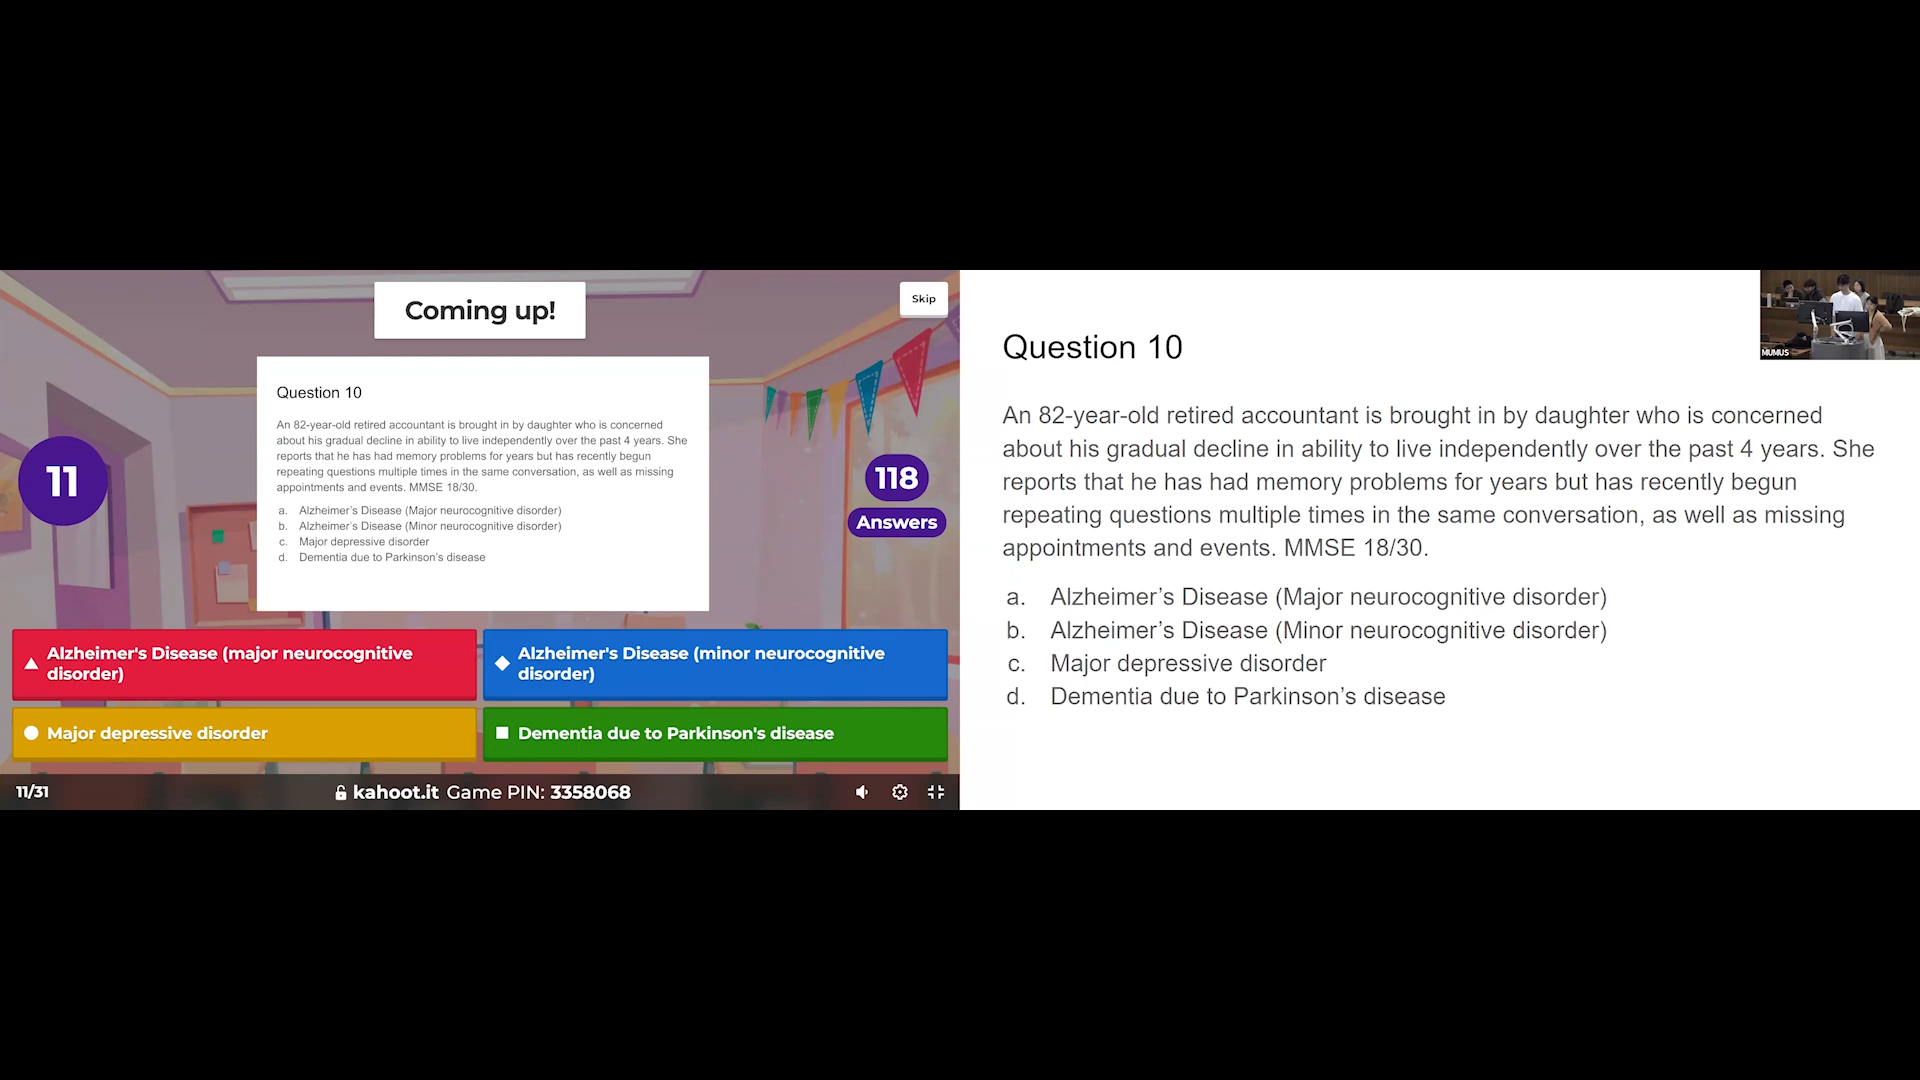 Coming up!
Skip
Question 10
An 82-year-old retired accountant is brought in by daughter who is concerned
about his gradual decline in ability to live independently over the past 4 years. She
reports that he has had memory problems for years but has recently begun
repeating questions multiple times in the same conversation, as well as missing
appointments and events. MMSE 18/30.
a. Alzheimer's Disease (Major neurocognitive disorder)
b. Alzheimer's Disease (Minor neurocognitive disorder)
c. Major depressive disorder
d. Dementia due to Parkinson's disease
11
118
Answers
Alzheimer's Disease (major neurocognitive
disorder)
Alzheimer's Disease (minor neurocognitive
disorder)
Major depressive disorder
Dementia due to Parkinson's disease
11/31
kahoot.it Game PIN: 3358068
Question 10
An 82-year-old retired accountant is brought in by daughter who is concerned
about his gradual decline in ability to live independently over the past 4 years. She
reports that he has had memory problems for years but has recently begun
repeating questions multiple times in the same conversation, as well as missing
appointments and events. MMSE 18/30.
a. Alzheimer's Disease (Major neurocognitive disorder)
b. Alzheimer's Disease (Minor neurocognitive disorder)
c. Major depressive disorder
d. Dementia due to Parkinson's disease
MUMUS